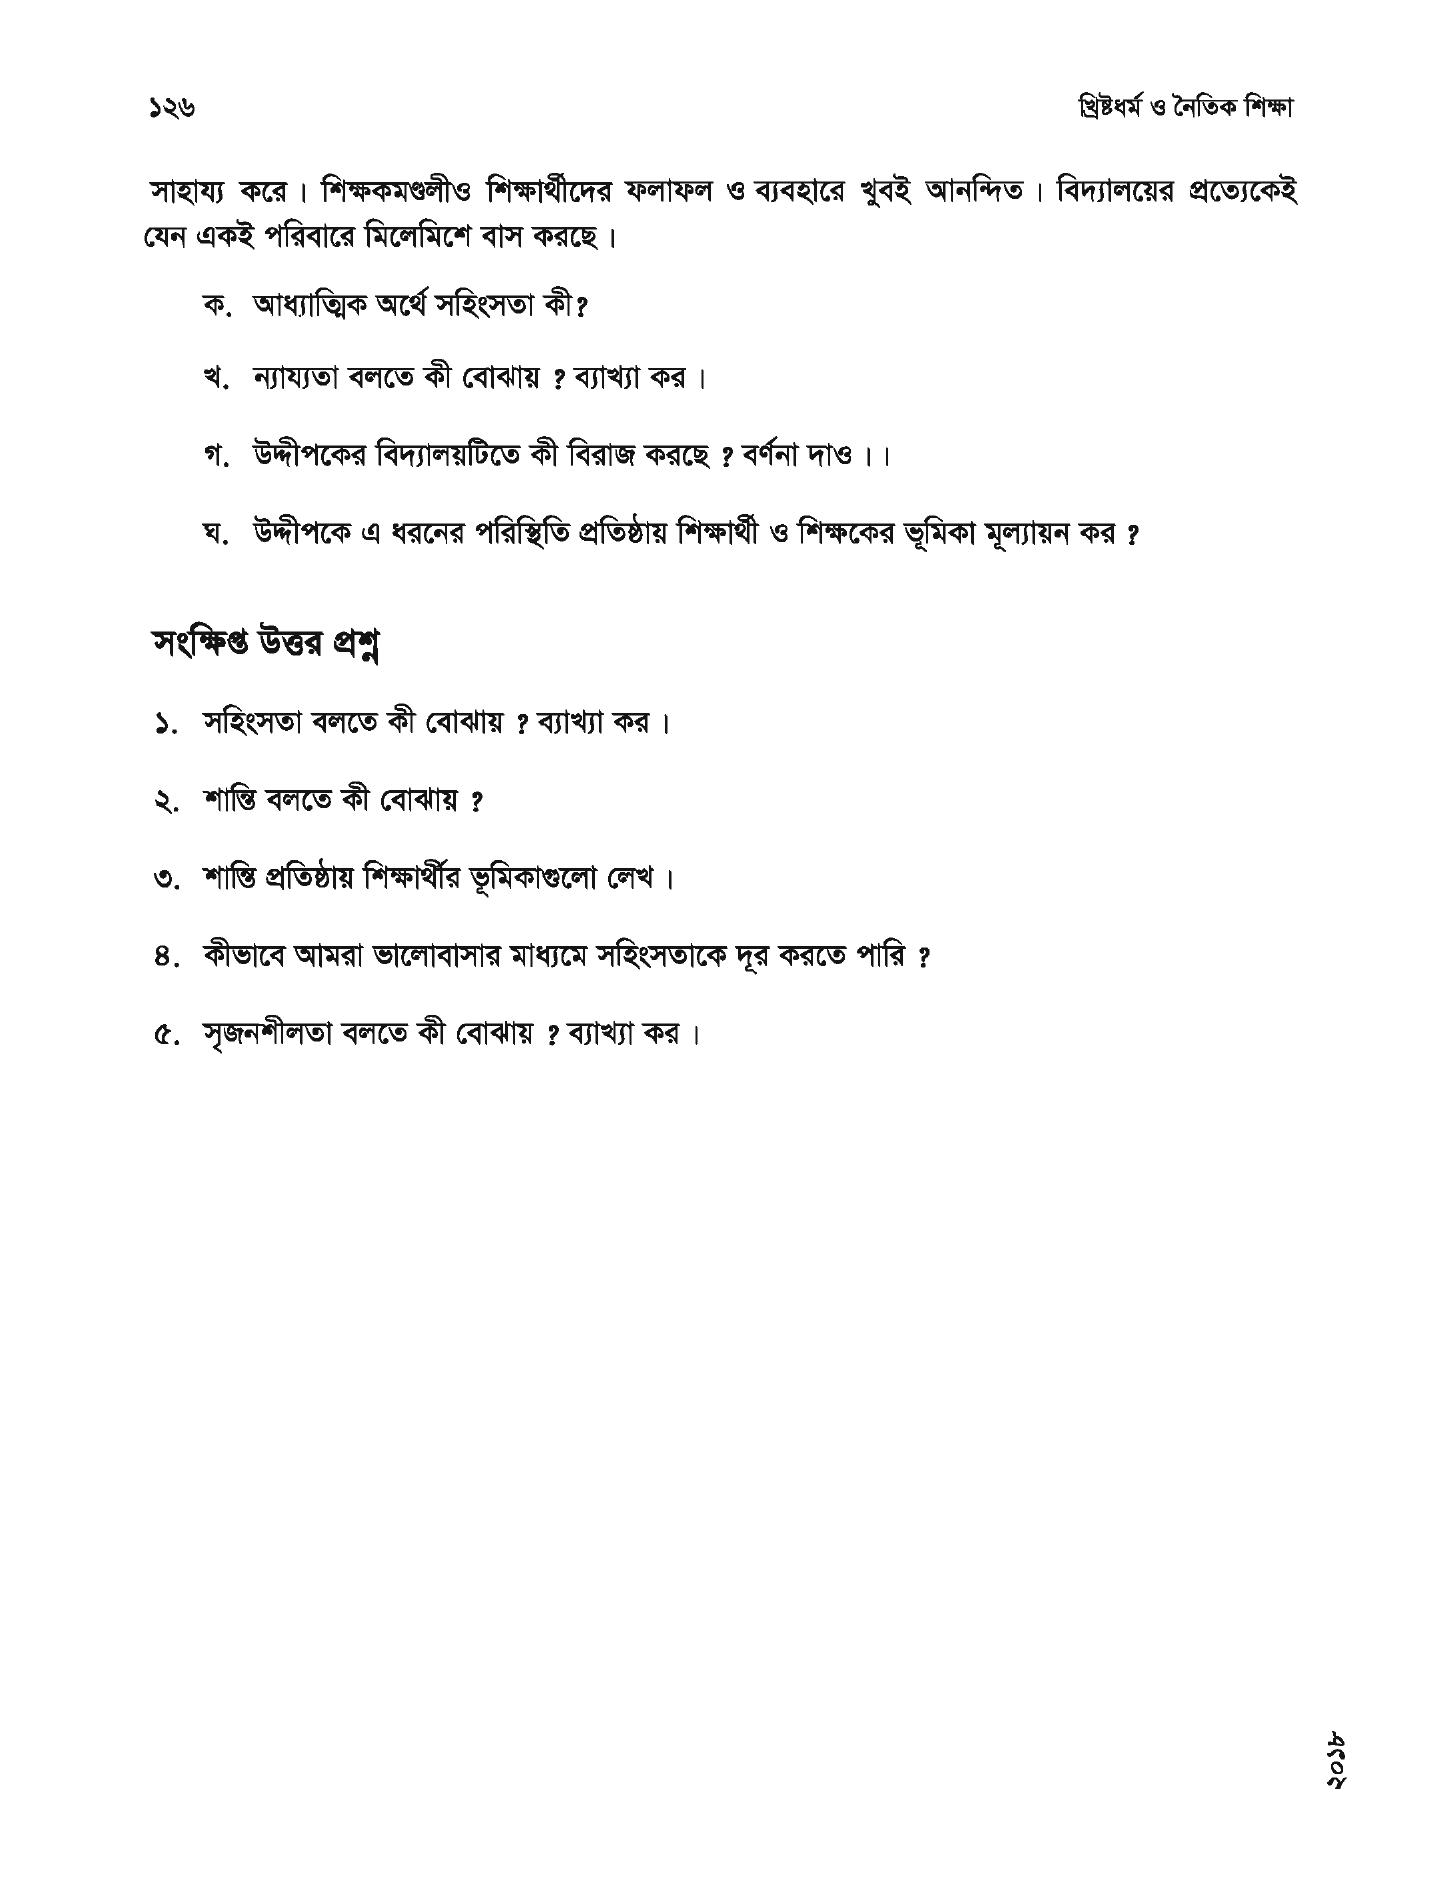 ১২৬
খ্রিষ্টধর্ম ও নৈতিক শিক্ষা
সাহায্য করে। শিক্ষকমণ্ডলীও শিক্ষার্থীদের ফলাফল ও ব্যবহারে খুবই আনন্দিত। বিদ্যালয়ের প্রত্যেকেই
যেন একই পরিবারে মিলেমিশে বাস করছে।
ক. আধ্যাত্মিক অর্থে সহিংসতা কী?
খ. ন্যায্যতা বলতে কী বোঝায় ? ব্যাখ্যা কর।
গ. উদ্দীপকের বিদ্যালয়টিতে কী বিরাজ করছে ? বর্ণনা দাও।।
ঘ. উদ্দীপকে এ ধরনের পরিস্থিতি প্রতিষ্ঠায় শিক্ষার্থী ও শিক্ষকের ভূমিকা মূল্যায়ন কর ?
সংক্ষিপ্ত উত্তর প্রশ্ন
১. সহিংসতা বলতে কী বোঝায় ? ব্যাখ্যা কর।
২. শান্তি বলতে কী বোঝায় ?
৩. শান্তি প্রতিষ্ঠায় শিক্ষার্থীর ভূমিকাগুলো লেখ।
৪. কীভাবে আমরা ভালোবাসার মাধ্যমে সহিংসতাকে দূর করতে পারি ?
৫. সৃজনশীলতা বলতে কী বোঝায় ? ব্যাখ্যা কর।
২০১৮